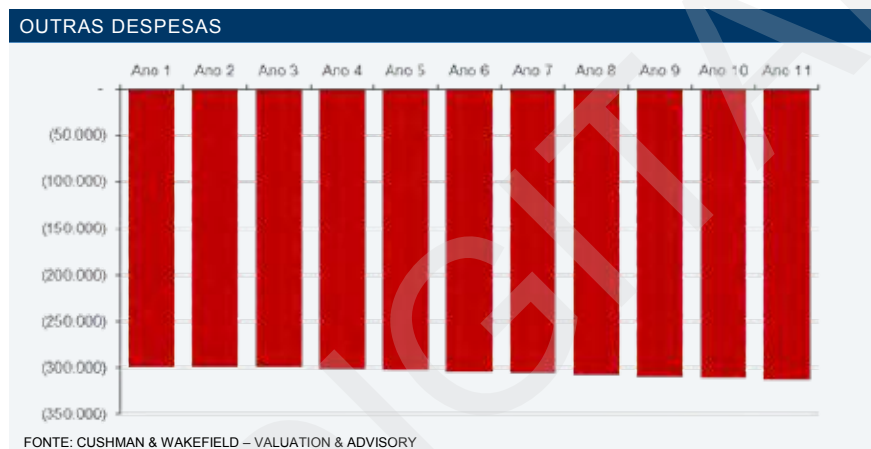 OUTRAS DESPESAS
Ano 1 Ano 2 Ano 3 Ano 4 Ano 5 Ano 6 Ano 7 Ano 8 Ano 9 Ano 10 Ano 11
-
(50.000)
(100.000)
(150.000)
(200.000)
(250.000)
(300.000)
(350.000)
FONTE: CUSHMAN & WAKEFIELD – VALUATION & ADVISORY